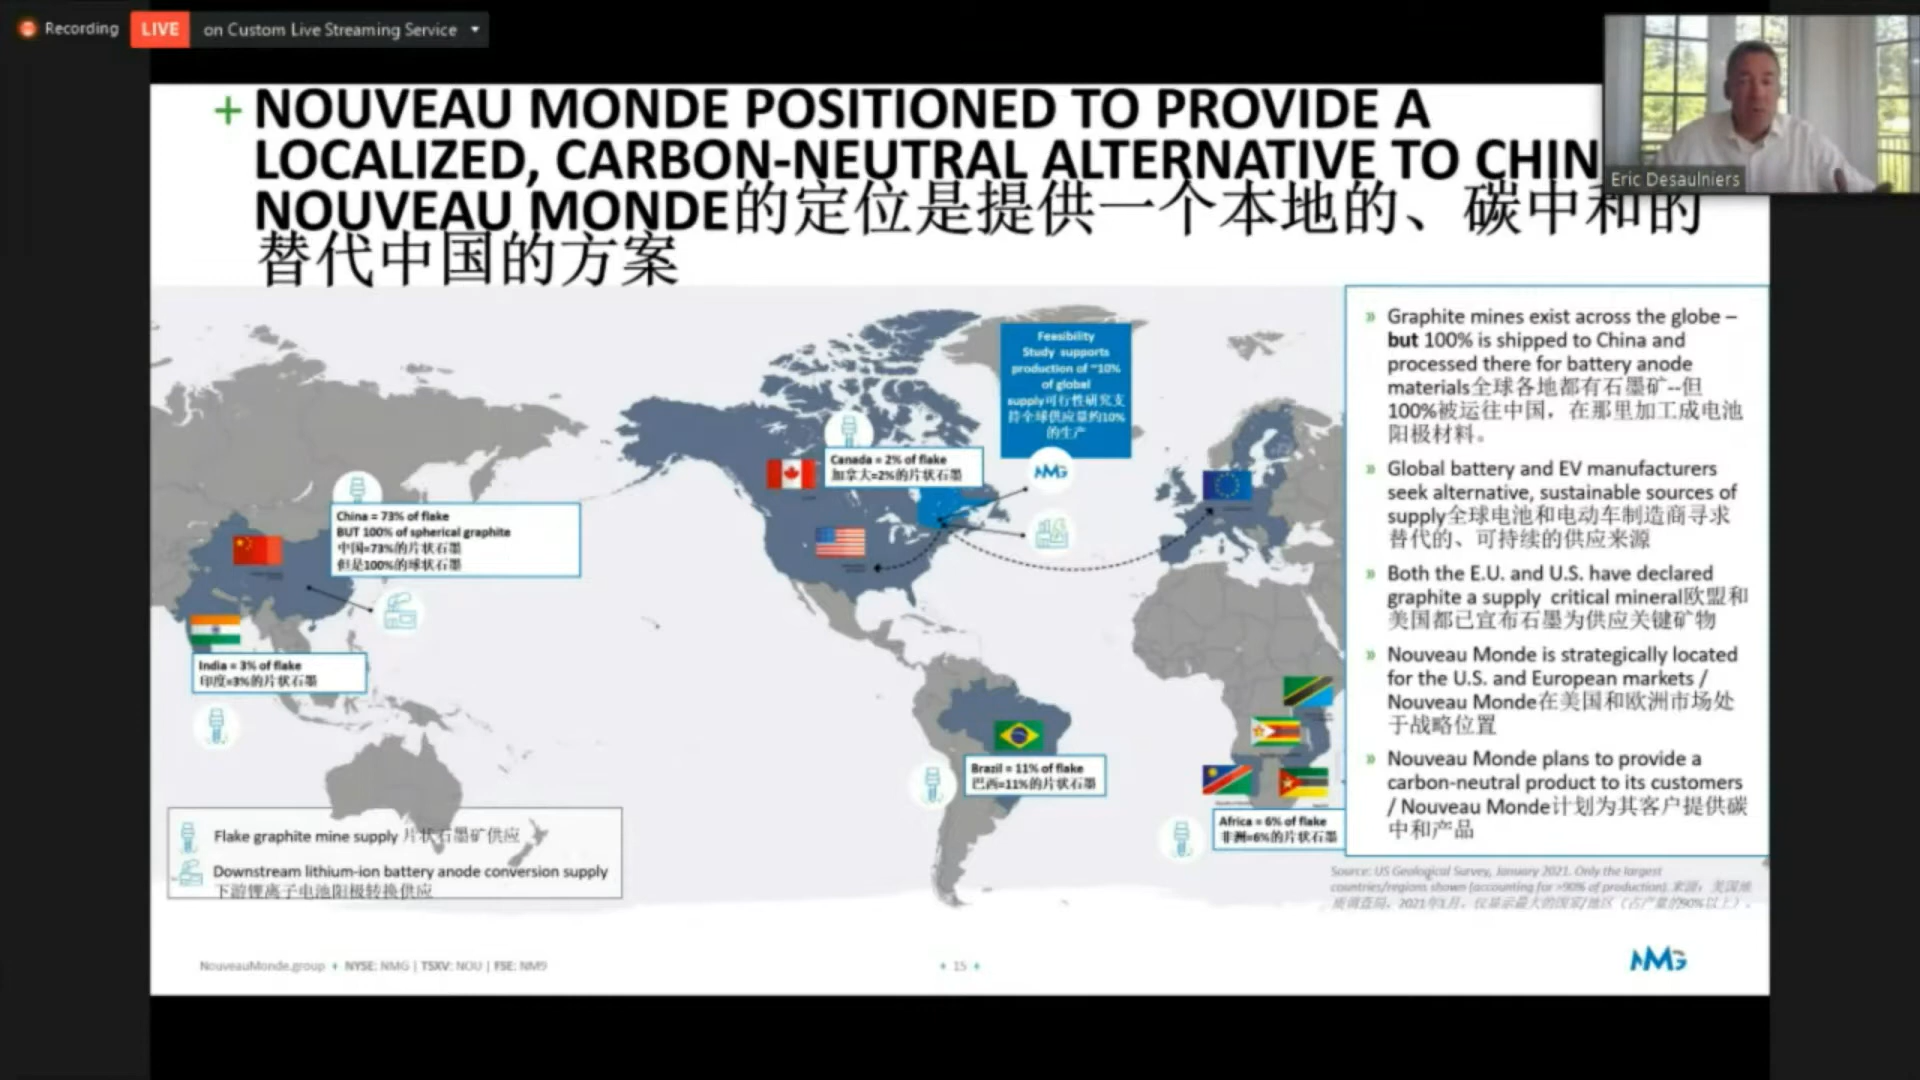 Recording
LIVE on Custom Live Streaming Service
+ NOUVEAU MONDE POSITIONED TO PROVIDE A
LOCALIZED, CARBON-NEUTRAL ALTERNATIVE TO CHIN
NOUVEAU MONDE的定位是提供一个本地的、碳中和的
替代中国的方案
Eric Desaulniers
Feasibility
Study supports
production of ~10%
of global
supply可行性研究支
持全球供应量约10%
的生产
NMG
Canada = 2% of flake
加拿大=2%的片状石墨
China = 73% of flake
BUT 100% of spherical graphite
中国=73%的片状石墨
但是100%的球状石墨
India = 3% of flake
印度=3%的片状石墨
Brazil = 11% of flake
巴西=11%的片状石墨
Africa = 6% of flake
非洲=6%的片状石墨
Flake graphite mine supply 片状石墨矿供应
Downstream lithium-ion battery anode conversion supply
下游锂离子电池阳极转换供应
» Graphite mines exist across the globe –
but 100% is shipped to China and
processed there for battery anode
materials全球各地都有石墨矿--但
100%被运往中国，在那里加工成电池
阳极材料。
» Global battery and EV manufacturers
seek alternative, sustainable sources of
supply全球电池和电动车制造商寻求
替代的、可持续的供应来源
» Both the E.U. and U.S. have declared
graphite a supply critical mineral欧盟和
美国都已宣布石墨为供应关键矿物
» Nouveau Monde is strategically located
for the U.S. and European markets /
Nouveau Monde在美国和欧洲市场处
于战略位置
» Nouveau Monde plans to provide a
carbon-neutral product to its customers
/ Nouveau Monde计划为其客户提供碳
中和产品
Source: US Geological Survey, January 2021. Only the largest
countries/regions shown (accounting for >90% of production). 来源：美国地
质调查局，2021年1月。仅显示最大的国家/地区（占产量的90%以上）。
NouveauMonde.group + NYSE: NMG | TSXV: NOU | FSE: NM9
+ 15 +
NMG